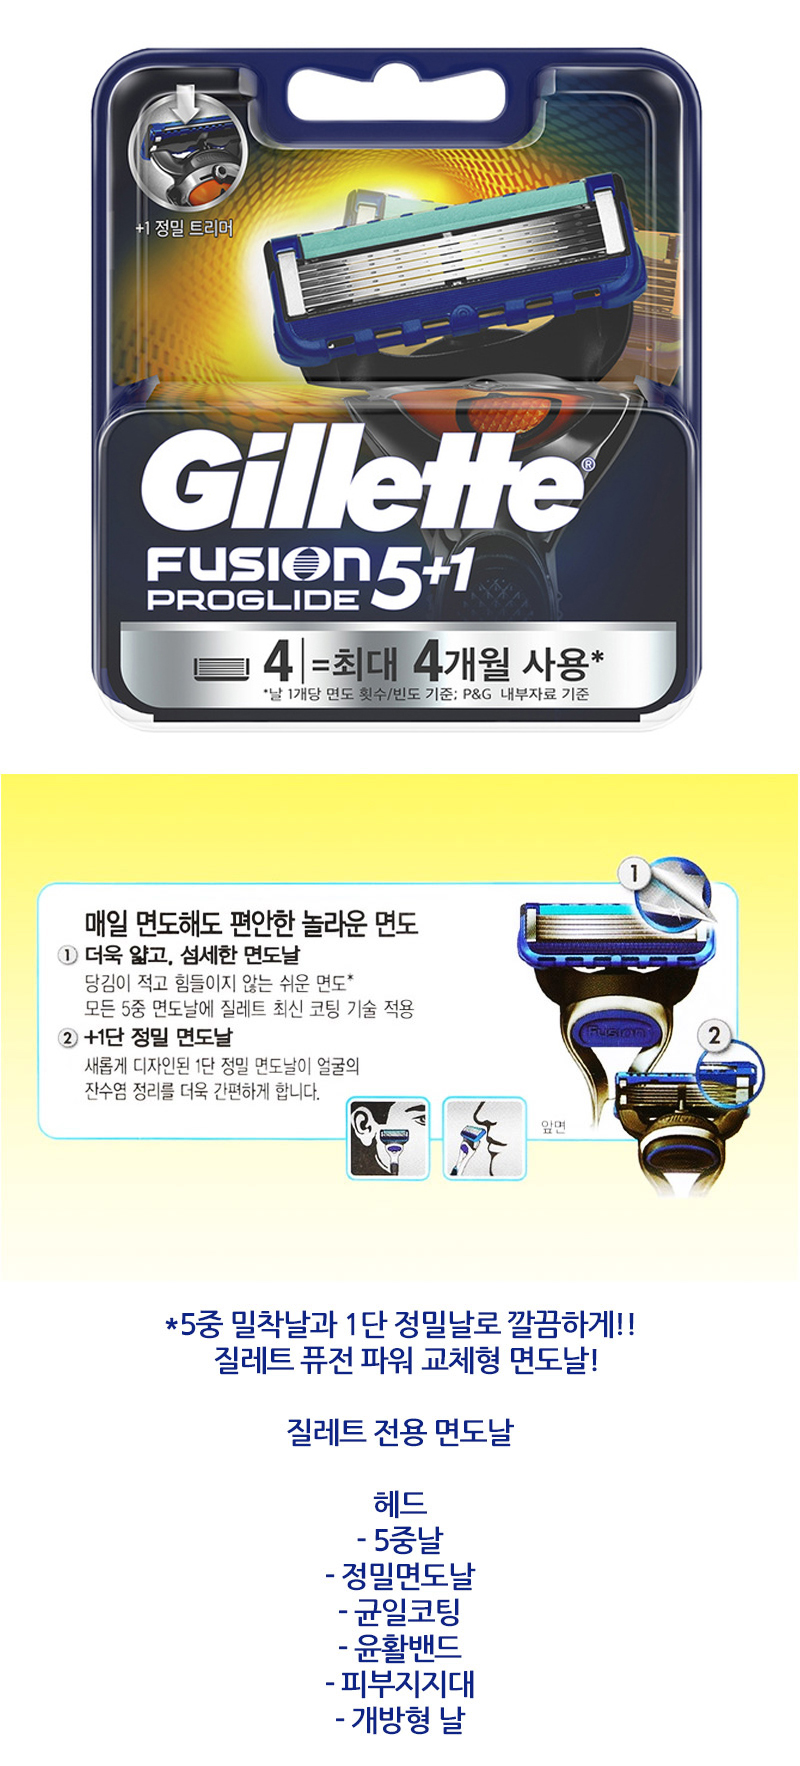 +1 정밀 트리머
Gillette®
FUSION 5+1
PROGLIDE
4 = 최대 4개월 사용*
*날 1개당 면도 횟수/빈도 기준; P&G 내부자료 기준
매일 면도해도 편안한 놀라운 면도
① 더욱 얇고, 섬세한 면도날
당김이 적고 힘들이지 않는 쉬운 면도*
모든 5중 면도날에 질레트 최신 코팅 기술 적용
② +1단 정밀 면도날
새롭게 디자인된 1단 정밀 면도날이 얼굴의
잔수염 정리를 더욱 간편하게 합니다.
1
Fusion
2
Gillette
앞면
*5중 밀착날과 1단 정밀날로 깔끔하게!!
질레트 퓨전 파워 교체형 면도날!
질레트 전용 면도날
헤드
- 5중날
- 정밀면도날
- 균일코팅
- 윤활밴드
- 피부지지대
- 개방형 날